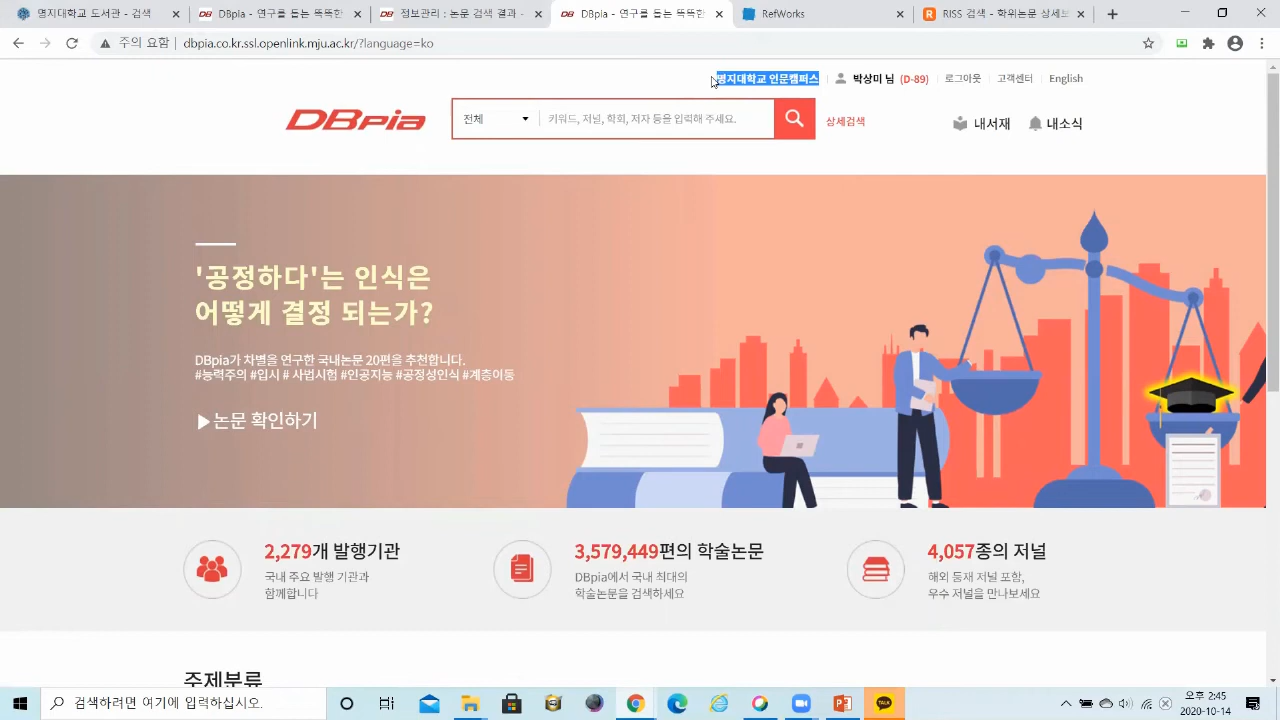 명지대학교 도서관 - 검색
DBpia - 연구를 돕는 똑똑한
정보관리 : 논문 검색 결과 -
DBpia - 연구를 돕는 똑똑한
RefWorks
RISS 검색 - 학위논문 상세보
주의 요함
dbpia.co.kr.ssl.openlink.mju.ac.kr/?language=ko
명지대학교 인문캠퍼스
박상미 님 (D-89)
로그아웃
고객센터
English
DBpia
전체
키워드, 저널, 학회, 저자 등을 입력해 주세요.
상세검색
내서재
내소식
'공정하다'는 인식은
어떻게 결정 되는가?
DBpia가 차별을 연구한 국내논문 20편을 추천합니다.
#능력주의 #입시 # 사법시험 #인공지능 #공정성인식 #계층이동
▶논문 확인하기
2,279개 발행기관
국내 주요 발행 기관과
함께합니다
3,579,449편의 학술논문
DBpia에서 국내 최대의
학술논문을 검색하세요
4,057종의 저널
해외 등재 저널 포함,
우수 저널을 만나보세요
주제분류
검색하려면 여기에 입력하십시오.
TALK
오후 2:45
2020-10-14